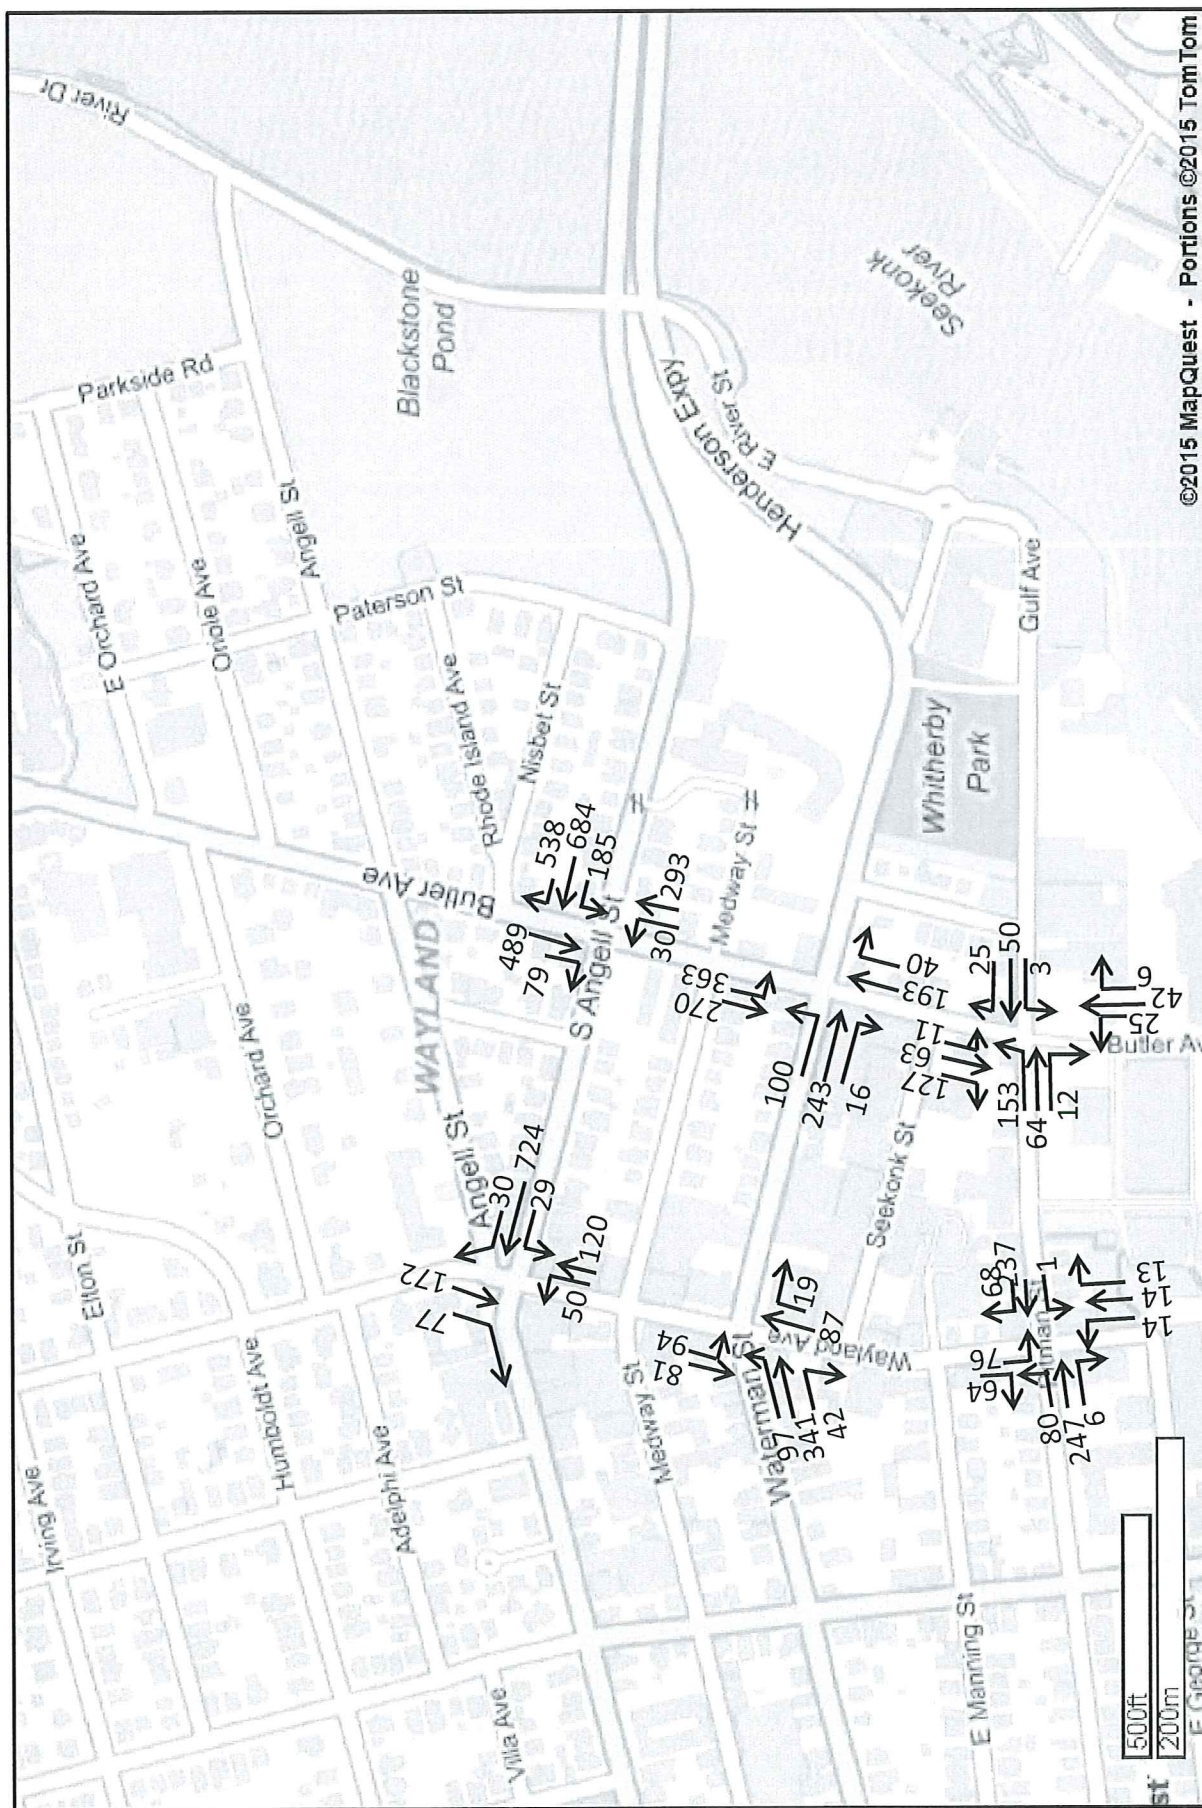 River Dr
Parkside Rd
Blackstone
Pond
Seekonk
River
Angell St
E Orchard Ave
Oriole Ave
Paterson St
Henderson Expy
E River St
Gulf Ave
Rhode Island Ave
Nisbet St
Whitherby
Park
Butler Ave
WAYLAND
S Angell St
Medway St
Orchard Ave
538
684
185
489
79
293
30
363
270
40
193
25
50
3
6
42
25
Butler Av
11
63
127
100
243
16
153
64
12
Seekonk St
Angell St
30
724
29
120
50
172
77
Elton St
Humboldt Ave
Adelphi Ave
Irving Ave
Villa Ave
Medway St
94
81
Waterman St
Wayland Ave
19
87
97
341
42
68
1
13
14
14
76
64
80
247
6
E Manning St
E George St
500ft
200m
st
©2015 MapQuest - Portions ©2015 TomTom